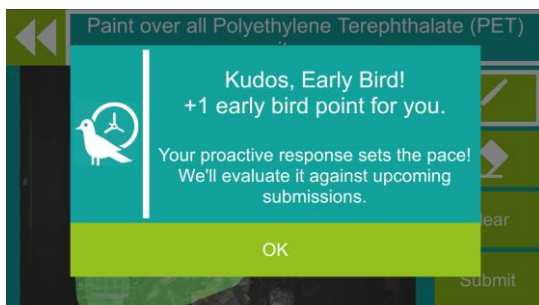 Paint over all Polyethylene Terephthalate (PET)
Kudos, Early Bird!
+1 early bird point for you.
Your proactive response sets the pace!
We'll evaluate it against upcoming
submissions.
OK
Submit